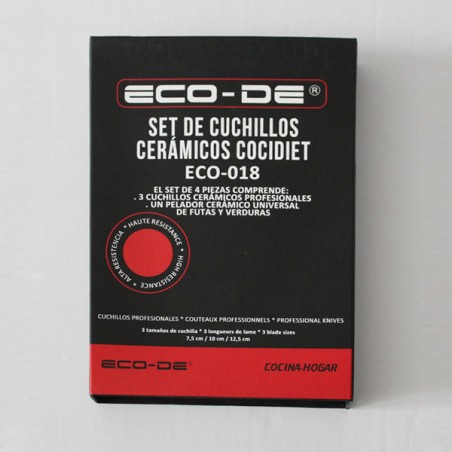 ECO-DE®
SET DE CUCHILLOS
CERÁMICOS COCIDIET
ECO-018
EL SET DE 4 PIEZAS COMPRENDE:
. 3 CUCHILLOS CERÁMICOS PROFESIONALES
. UN PELADOR CERÁMICO UNIVERSAL
DE FUTAS Y VERDURAS
* HAUTE RESISTANCE * HIGH RESISTANCE * ALTA RESISTENCIA
CUCHILLOS PROFESIONALES * COUTEAUX PROFESSIONNELS * PROFESSIONAL KNIVES
3 tamaños de cuchilla * 3 longueurs de lame * 3 blade sizes
7,5 cm / 10 cm / 12,5 cm
ECO-DE® COCINA-HOGAR